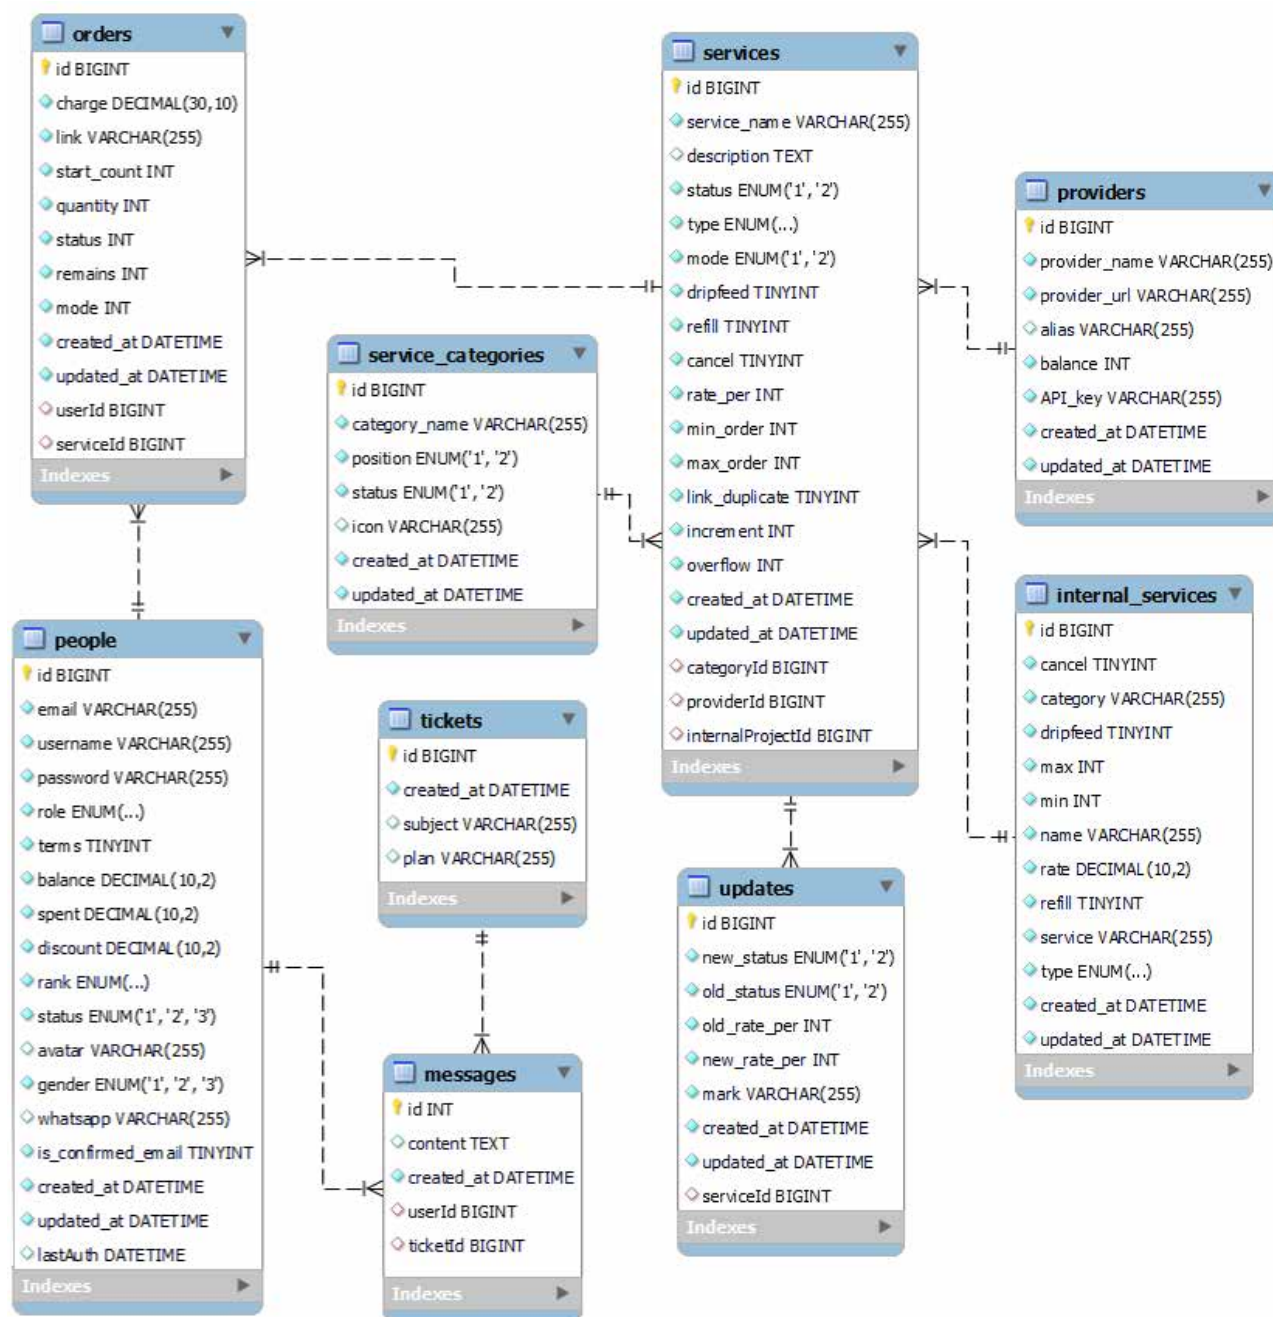 orders
id BIGINT
charge DECIMAL(30,10)
link VARCHAR(255)
start_count INT
quantity INT
status INT
remains INT
mode INT
created_at DATETIME
updated_at DATETIME
userId BIGINT
serviceId BIGINT
Indexes
services
id BIGINT
service_name VARCHAR(255)
description TEXT
status ENUM('1', '2')
type ENUM(...)
mode ENUM('1', '2')
dripfeed TINYINT
refill TINYINT
cancel TINYINT
rate_per INT
min_order INT
max_order INT
link_duplicate TINYINT
increment INT
overflow INT
created_at DATETIME
updated_at DATETIME
categoryId BIGINT
providerId BIGINT
internalProjectId BIGINT
Indexes
providers
id BIGINT
provider_name VARCHAR(255)
provider_url VARCHAR(255)
alias VARCHAR(255)
balance INT
API_key VARCHAR(255)
created_at DATETIME
updated_at DATETIME
Indexes
service_categories
id BIGINT
category_name VARCHAR(255)
position ENUM('1', '2')
status ENUM('1', '2')
icon VARCHAR(255)
created_at DATETIME
updated_at DATETIME
Indexes
internal_services
id BIGINT
cancel TINYINT
category VARCHAR(255)
dripfeed TINYINT
max INT
min INT
name VARCHAR(255)
rate DECIMAL(10,2)
refill TINYINT
service VARCHAR(255)
type ENUM(...)
created_at DATETIME
updated_at DATETIME
Indexes
people
id BIGINT
email VARCHAR(255)
username VARCHAR(255)
password VARCHAR(255)
role ENUM(...)
terms TINYINT
balance DECIMAL(10,2)
spent DECIMAL(10,2)
discount DECIMAL(10,2)
rank ENUM(...)
status ENUM('1', '2', '3')
avatar VARCHAR(255)
gender ENUM('1', '2', '3')
whatsapp VARCHAR(255)
is_confirmed_email TINYINT
created_at DATETIME
updated_at DATETIME
lastAuth DATETIME
Indexes
tickets
id BIGINT
created_at DATETIME
subject VARCHAR(255)
plan VARCHAR(255)
Indexes
updates
id BIGINT
new_status ENUM('1', '2')
old_status ENUM('1', '2')
old_rate_per INT
new_rate_per INT
mark VARCHAR(255)
created_at DATETIME
updated_at DATETIME
serviceId BIGINT
Indexes
messages
id INT
content TEXT
created_at DATETIME
userId BIGINT
ticketId BIGINT
Indexes